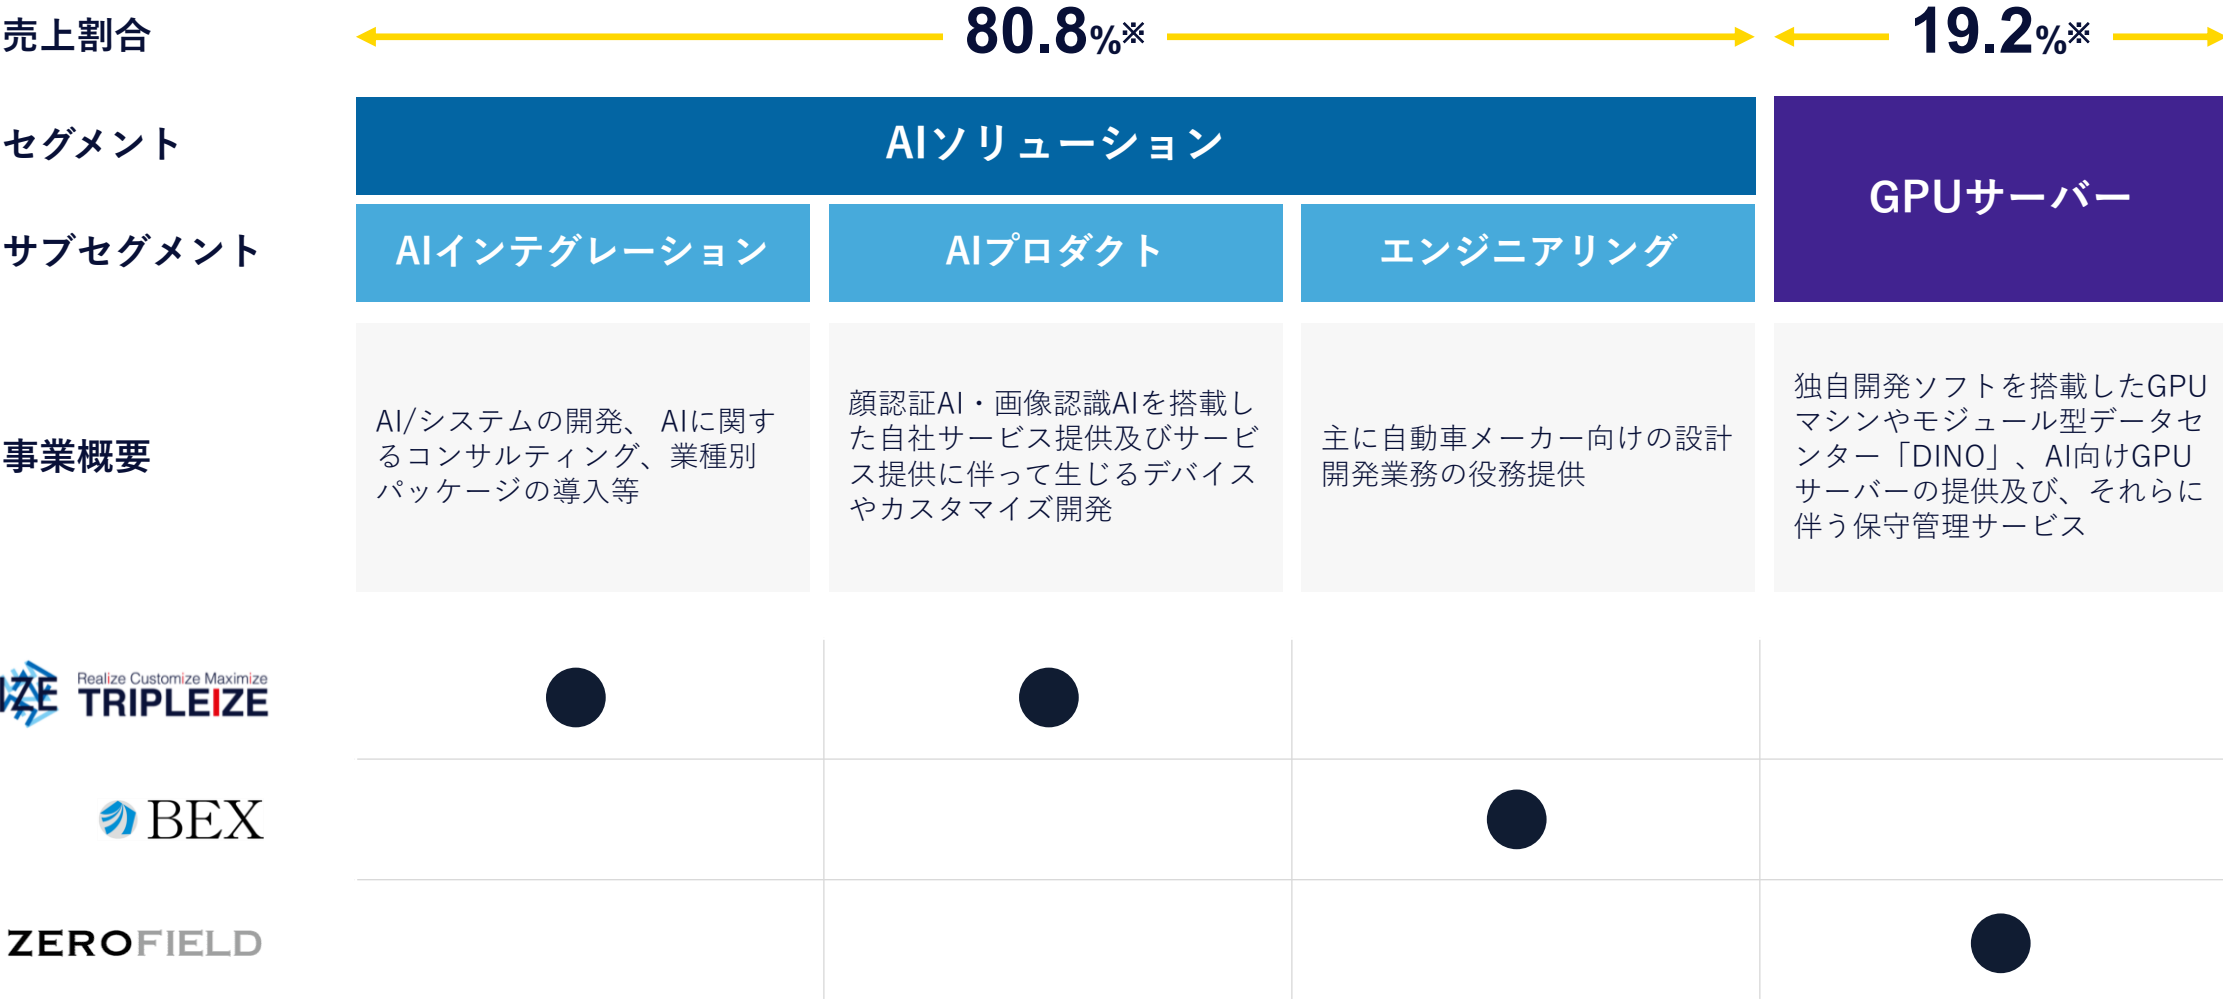 売上割合
80.8%※
19.2%※
セグメント
AIソリューション
GPUサーバー
サブセグメント
AIインテグレーション
AIプロダクト
エンジニアリング
事業概要
AI/システムの開発、 AIに関す
るコンサルティング、業種別
パッケージの導入等
顔認証AI・画像認識AIを搭載し
た自社サービス提供及びサービ
ス提供に伴って生じるデバイス
やカスタマイズ開発
主に自動車メーカー向けの設計
開発業務の役務提供
独自開発ソフトを搭載したGPU
マシンやモジュール型データセ
ンター「DINO」、AI向けGPU
サーバーの提供及び、それらに
伴う保守管理サービス
IZE
Realize Customize Maximize
TRIPLEIZE
BEX
ZEROFIELD